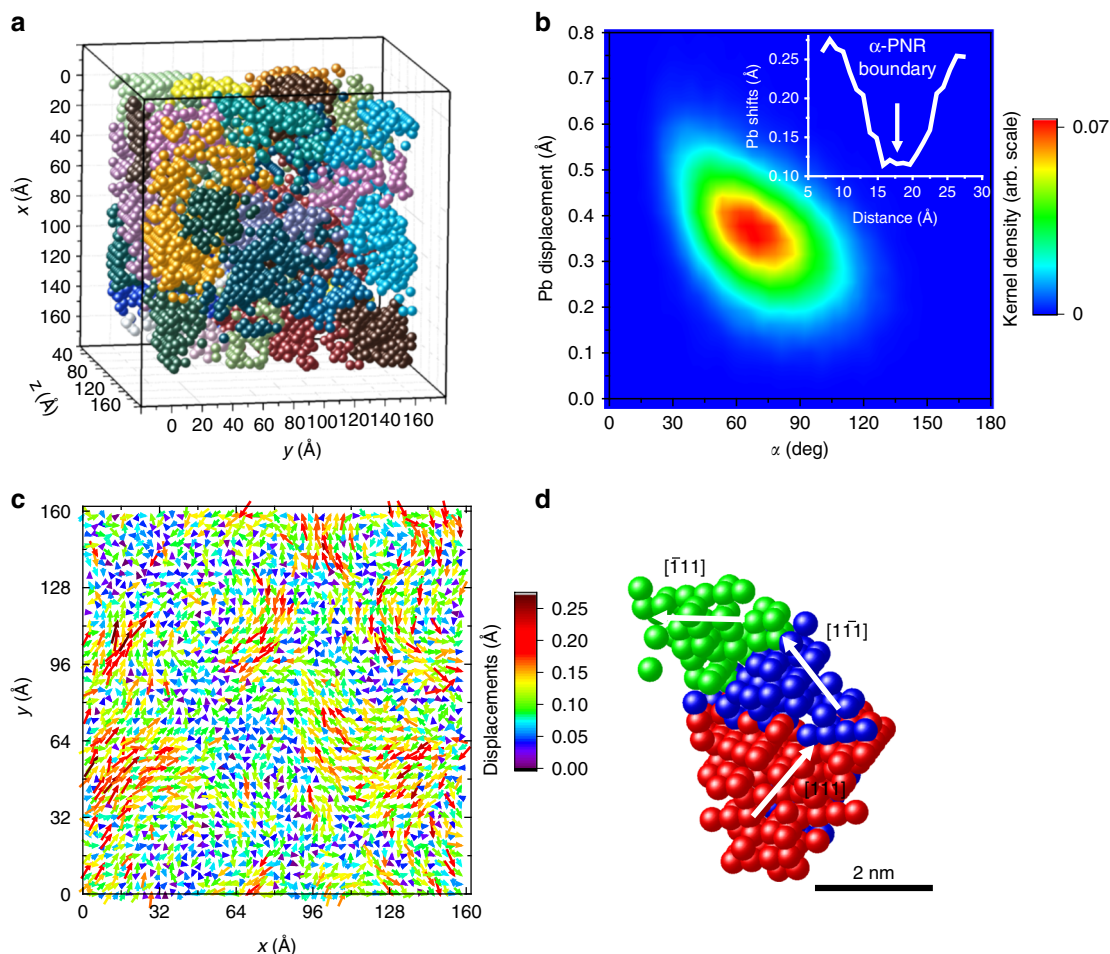 a
0
20
40
60
80
100
120
140
160
x (Å)
40
80
120
160
z (Å)
0 20 40 60 80 100 120 140 160
y (Å)
b
0.8
0.7
0.6
0.5
0.4
0.3
0.2
0.1
0.0
Pb displacement (Å)
0 30 60 90 120 150 180
α (deg)
α-PNR
boundary
0.25
0.20
0.15
0.10
Pb shifts (Å)
5 10 15 20 25 30
Distance (Å)
Kernel density (arb. scale)
0.07
0
c
160
128
96
64
32
0
y (Å)
0 32 64 96 128 160
x (Å)
Displacements (Å)
0.25
0.20
0.15
0.10
0.05
0.00
d
[1̄11]
[11̄1]
[111]
2 nm